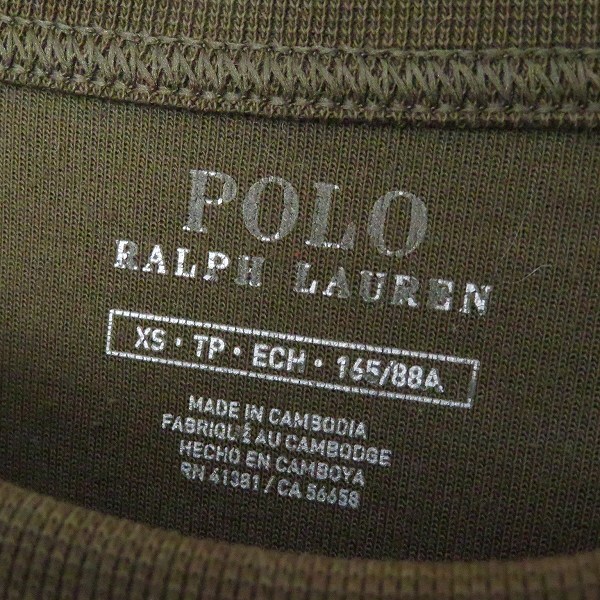 POLO
RALPH LAUREN
XS · TP · ECH · 165/88A
MADE IN CAMBODIA
FABRIQUÉ AU CAMBODGE
HECHO EN CAMBOYA
RN 41381 / CA 56658